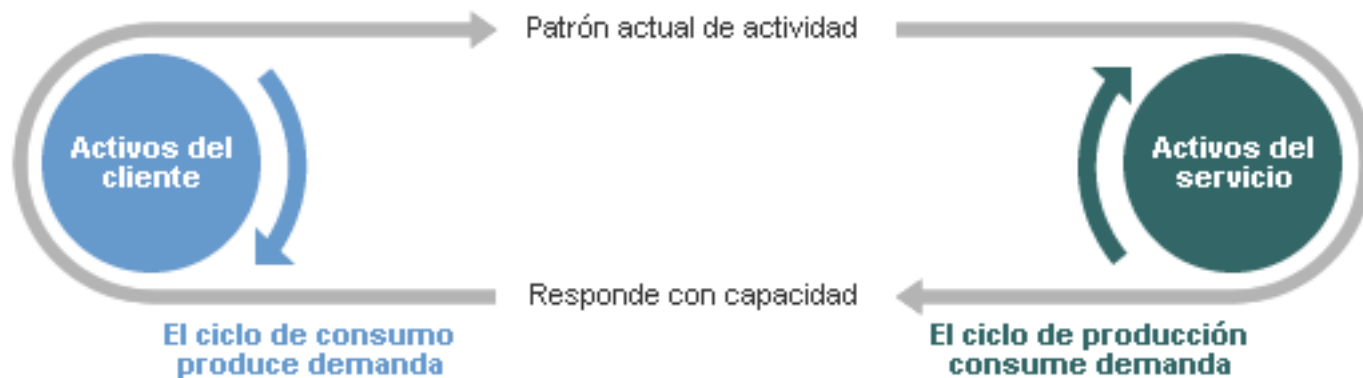 Patrón actual de actividad
Activos del
cliente
Activos del
servicio
Responde con capacidad
El ciclo de consumo
produce demanda
El ciclo de producción
consume demanda